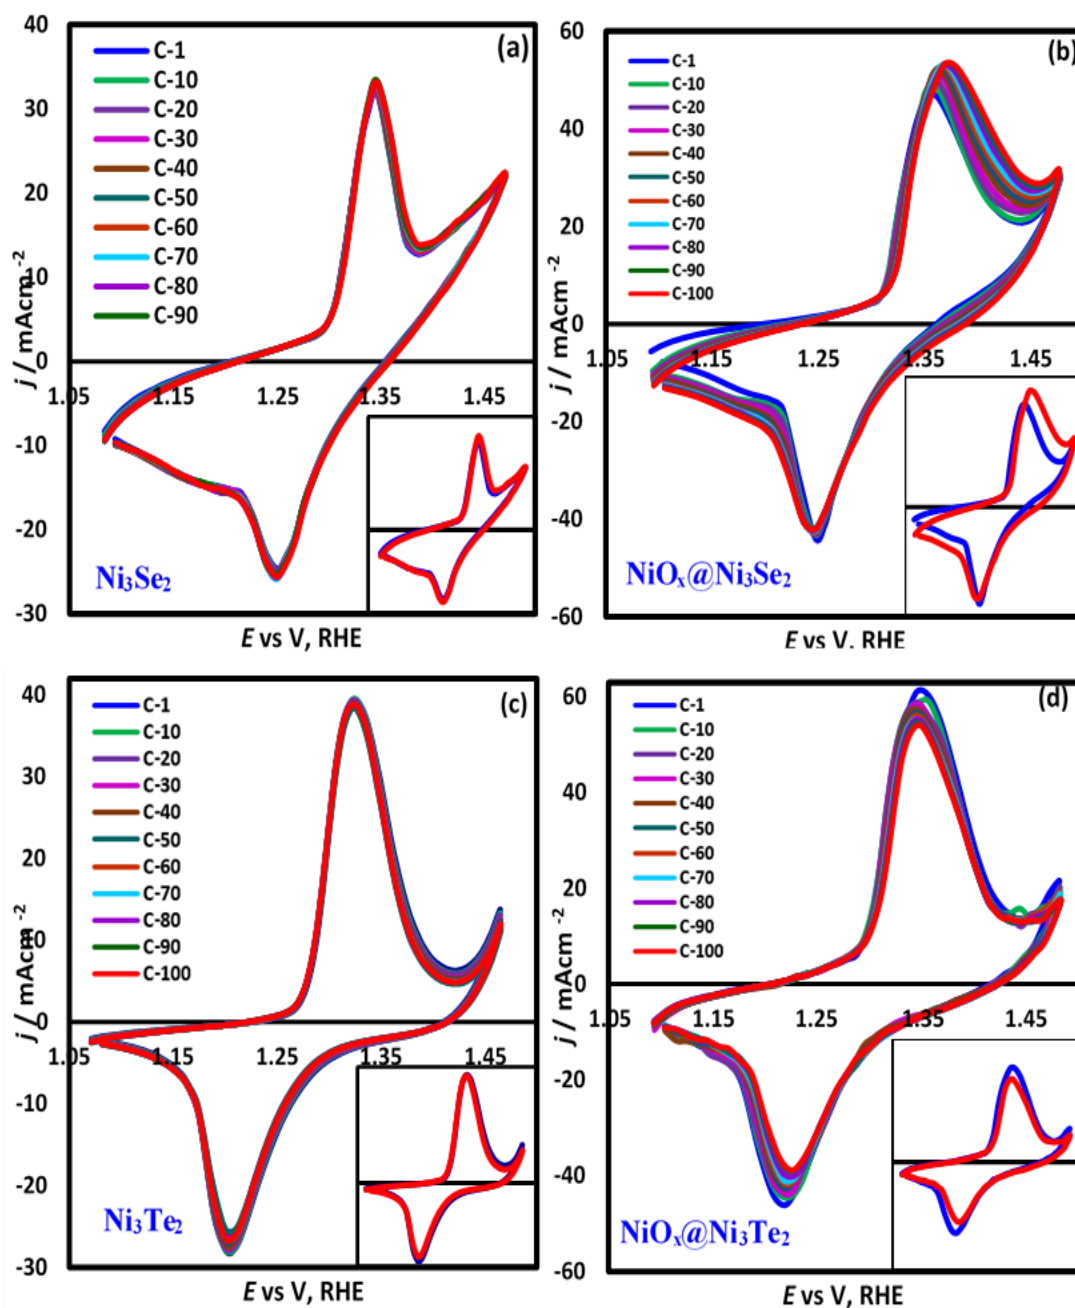 (a)
40
30
20
10
0
-10
-20
-30
j / mAcm⁻²
C-1
C-10
C-20
C-30
C-40
C-50
C-60
C-70
C-80
C-90
1.15
1.25
1.35
1.45
1.05
Ni₃Se₂
E vs V, RHE
(b)
60
40
20
0
-20
-40
-60
j / mAcm⁻²
C-1
C-10
C-20
C-30
C-40
C-50
C-60
C-70
C-80
C-90
C-100
1.05
1.15
1.25
1.35
1.45
NiOₓ@Ni₃Se₂
E vs V, RHE
(c)
40
30
20
10
0
-10
-20
-30
j / mAcm⁻²
C-1
C-10
C-20
C-30
C-40
C-50
C-60
C-70
C-80
C-90
C-100
1.05
1.15
1.25
1.35
1.45
Ni₃Te₂
E vs V, RHE
(d)
60
40
20
0
-20
-40
-60
j / mAcm⁻²
C-1
C-10
C-20
C-30
C-40
C-50
C-60
C-70
C-80
C-90
C-100
1.05
1.15
1.25
1.35
1.45
NiOₓ@Ni₃Te₂
E vs V, RHE